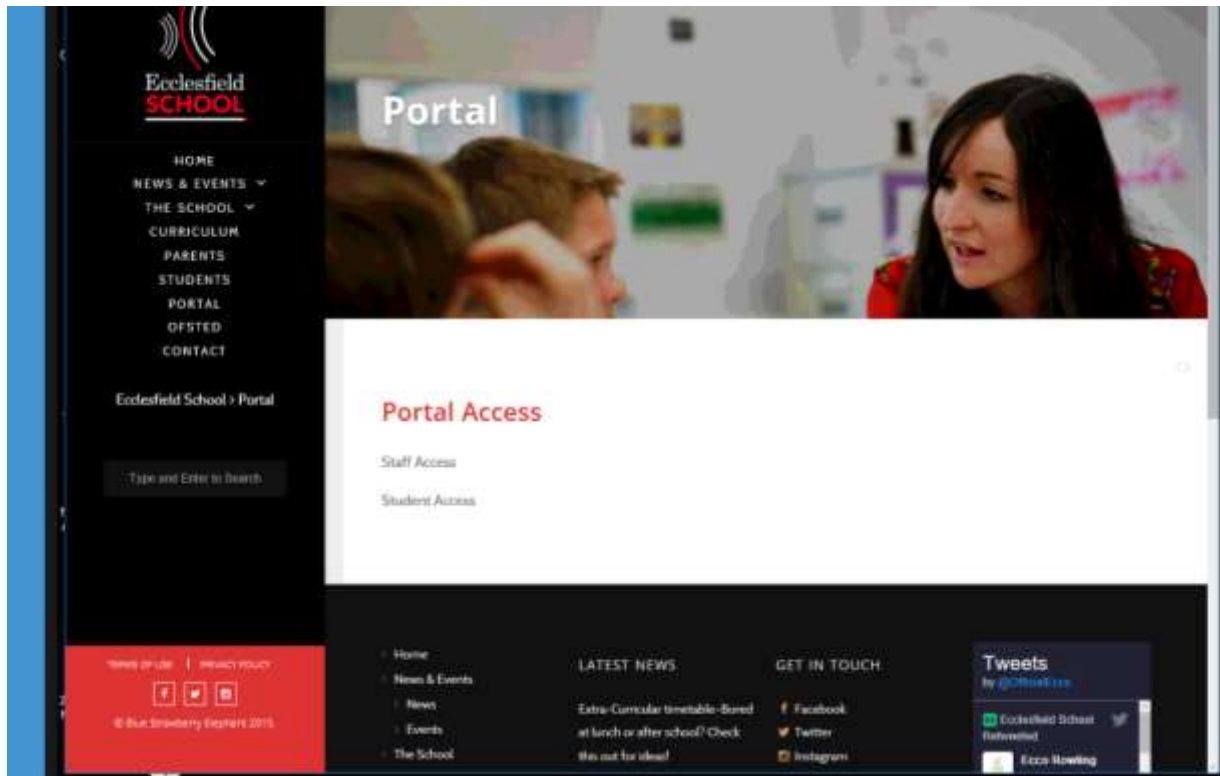 Ecclesfield
SCHOOL
HOME
NEWS & EVENTS
THE SCHOOL
CURRICULUM
PARENTS
STUDENTS
PORTAL
OFSTED
CONTACT
Ecclesfield School › Portal
Type and Enter to Search
TERMS OF USE | PRIVACY POLICY
© Blue Strawberry Elephant 2015
Portal
Portal Access
Staff Access
Student Access
Home
News & Events
News
Events
The School
LATEST NEWS
Extra-Curricular timetable-Bored
at lunch or after school? Check
this out for ideas!
GET IN TOUCH
Facebook
Twitter
Instagram
Tweets
by
Ecclesfield School
Retweeted
Ecco Rowling